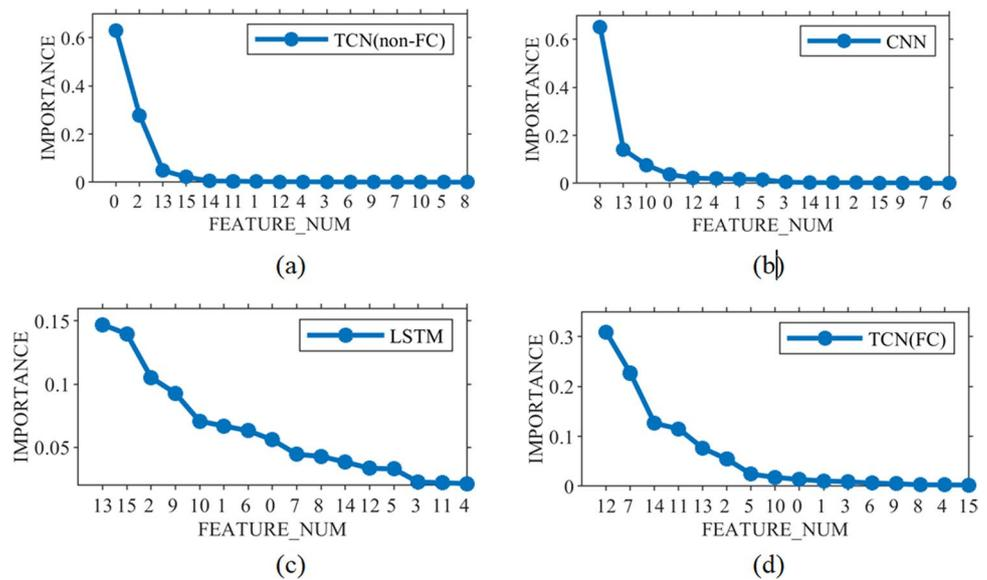 TCN(non-FC)
IMPORTANCE
0.6
0.4
0.2
0
0 2 13 15 14 11 1 12 4 3 6 9 7 10 5 8
FEATURE_NUM
(a)
CNN
IMPORTANCE
0.6
0.4
0.2
0
8 13 10 0 12 4 1 5 3 14 11 2 15 9 7 6
FEATURE_NUM
(b)
LSTM
IMPORTANCE
0.15
0.1
0.05
13 15 2 9 10 1 6 0 7 8 14 12 5 3 11 4
FEATURE_NUM
(c)
TCN(FC)
IMPORTANCE
0.3
0.2
0.1
0
12 7 14 11 13 2 5 10 0 1 3 6 9 8 4 15
FEATURE_NUM
(d)